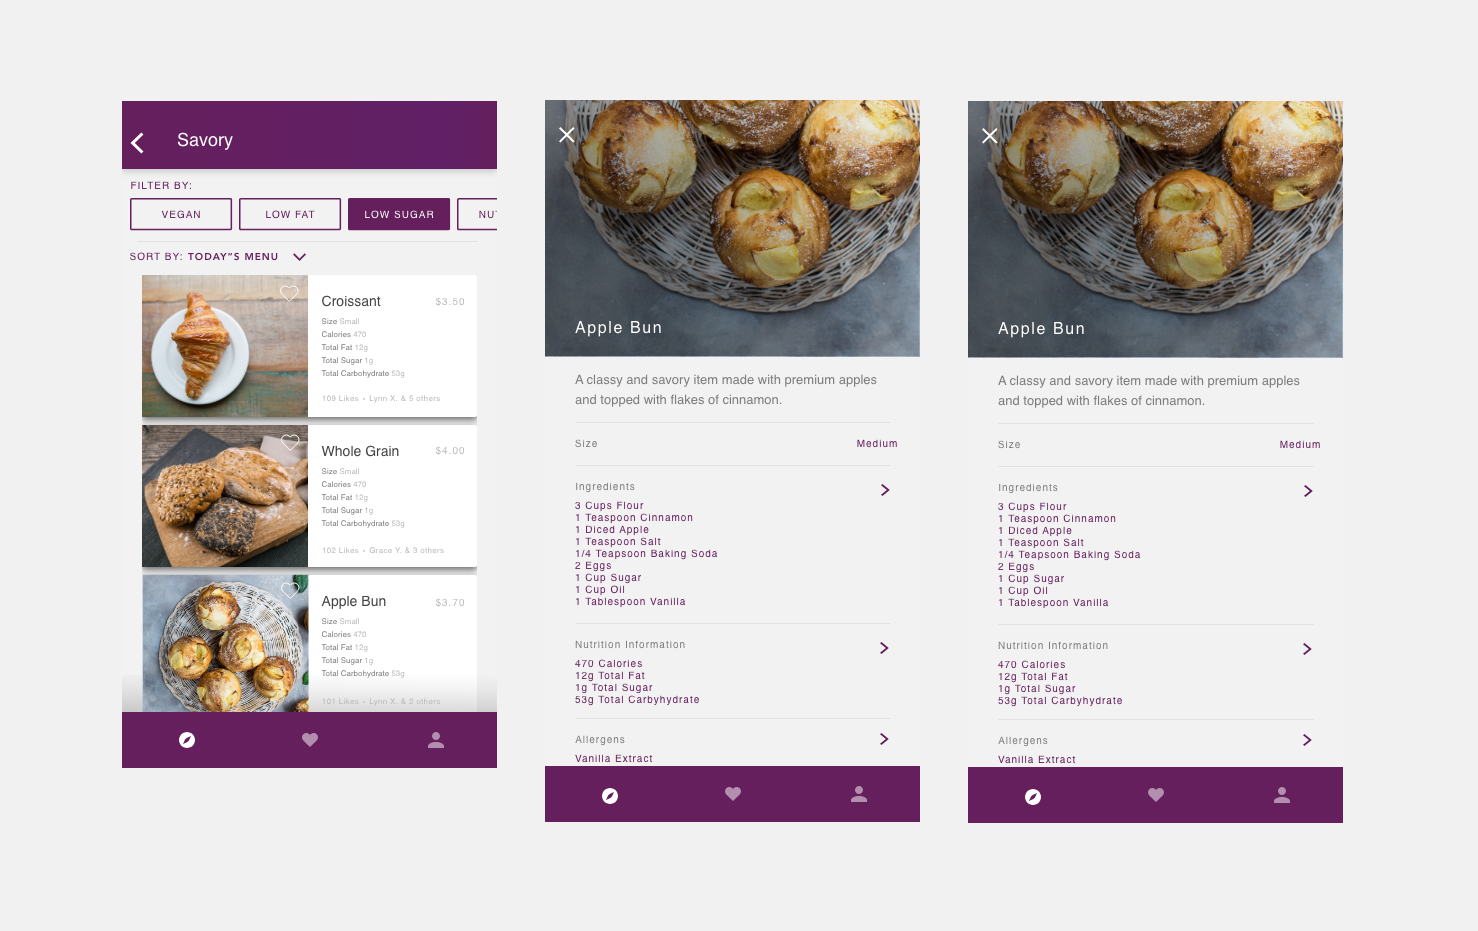 Savory
FILTER BY:
VEGAN
LOW FAT
LOW SUGAR
NUT
SORT BY: TODAY"S MENU
Croissant
$3.50
Size Small
Calories 470
Total Fat 12g
Total Sugar 1g
Total Carbohydrate 53g
109 Likes • Lynn X. & 5 others
Whole Grain
$4.00
Size Small
Calories 470
Total Fat 12g
Total Sugar 1g
Total Carbohydrate 53g
102 Likes • Grace Y. & 3 others
Apple Bun
$3.70
Size Small
Calories 470
Total Fat 12g
Total Sugar 1g
Total Carbohydrate 53g
101 Likes • Lynn X. & 2 others
Apple Bun
A classy and savory item made with premium apples
and topped with flakes of cinnamon.
Size
Medium
Ingredients
3 Cups Flour
1 Teaspoon Cinnamon
1 Diced Apple
1 Teaspoon Salt
1/4 Teapsoon Baking Soda
2 Eggs
1 Cup Sugar
1 Cup Oil
1 Tablespoon Vanilla
Nutrition Information
470 Calories
12g Total Fat
1g Total Sugar
53g Total Carbyhydrate
Allergens
Vanilla Extract
Apple Bun
A classy and savory item made with premium apples
and topped with flakes of cinnamon.
Size
Medium
Ingredients
3 Cups Flour
1 Teaspoon Cinnamon
1 Diced Apple
1 Teaspoon Salt
1/4 Teapsoon Baking Soda
2 Eggs
1 Cup Sugar
1 Cup Oil
1 Tablespoon Vanilla
Nutrition Information
470 Calories
12g Total Fat
1g Total Sugar
53g Total Carbyhydrate
Allergens
Vanilla Extract